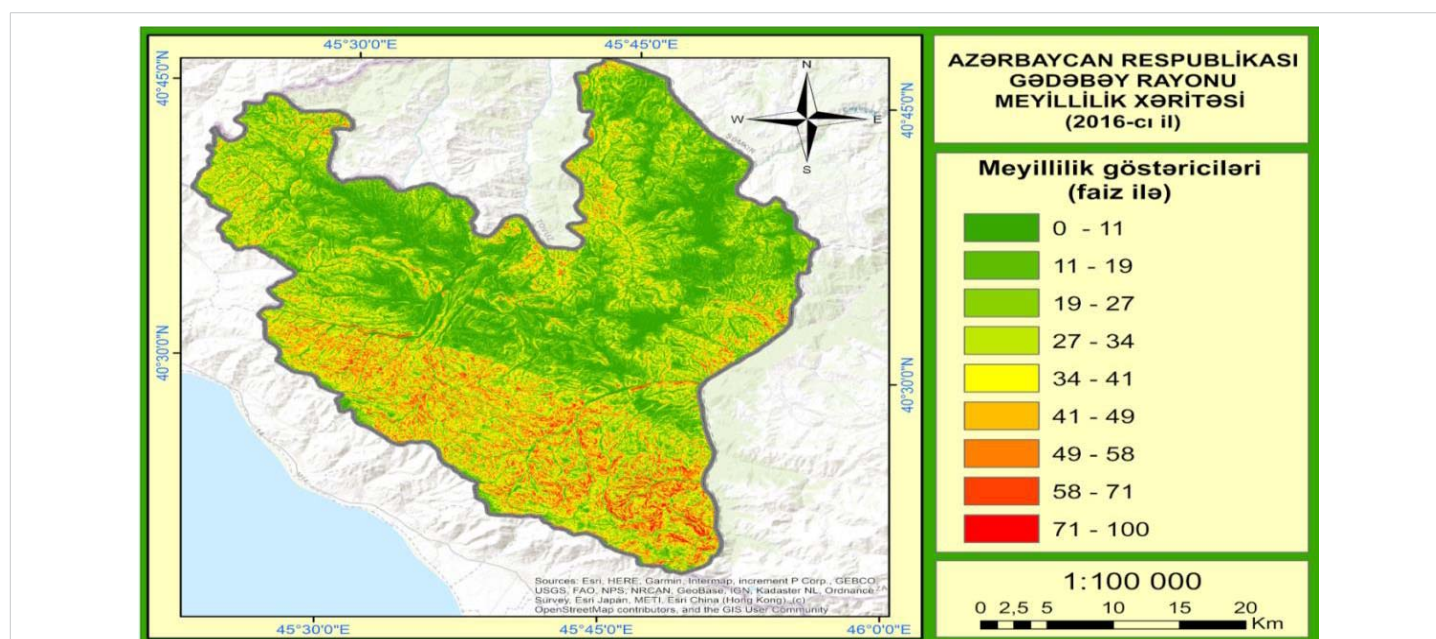 45°30'0"E
45°45'0"E
40°45'0"N
40°45'0"N
N
W
E
S
ŞƏMKİR
TOVUZ
40°30'0"N
40°30'0"N
Sources: Esri, HERE, Garmin, Intermap, increment P Corp., GEBCO,
USGS, FAO, NPS, NRCAN, GeoBase, IGN, Kadaster NL, Ordnance
Survey, Esri Japan, METI, Esri China (Hong Kong), (c)
OpenStreetMap contributors, and the GIS User Community
45°30'0"E
45°45'0"E
46°0'0"E
AZƏRBAYCAN RESPUBLİKASI
GƏDƏBƏY RAYONU
MEYİLLİLİK XƏRİTƏSİ
(2016-cı il)
Meyillilik göstəriciləri
(faiz ilə)
0 - 11
11 - 19
19 - 27
27 - 34
34 - 41
41 - 49
49 - 58
58 - 71
71 - 100
1:100 000
0 2,5 5 10 15 20
Km